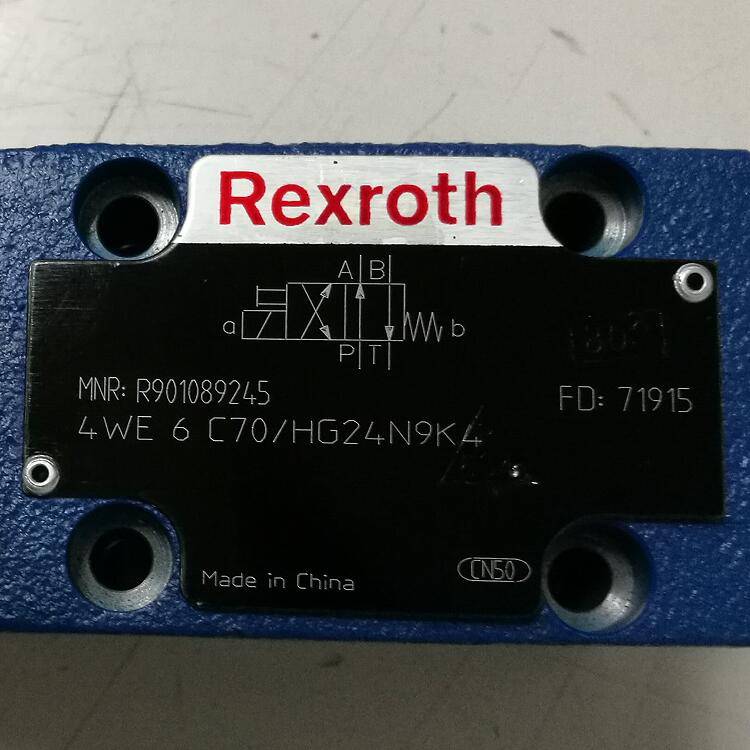 Rexroth
A B
a b
P T
MNR: R901089245
FD: 71915
4WE 6 C70/HG24N9K4
Made in China
CN50